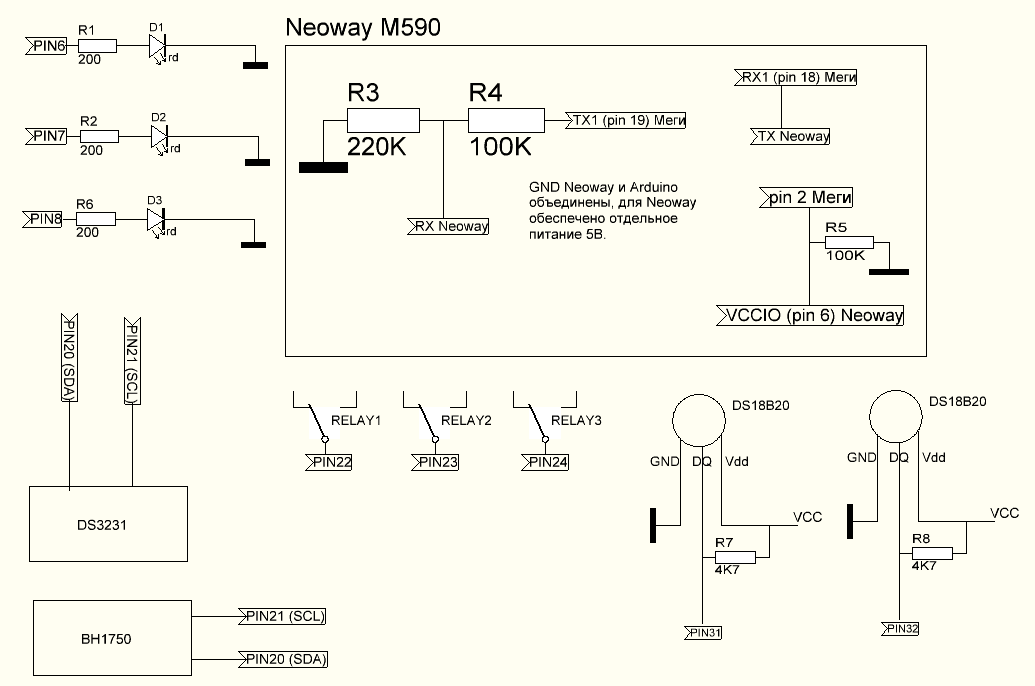 Neoway M590
PIN6
R1
200
D1
rd
PIN7
R2
200
D2
rd
PIN8
R6
200
D3
rd
R3
220K
R4
100K
TX1 (pin 19) Меги
RX Neoway
GND Neoway и Arduino
объединены, для Neoway
обеспечено отдельное
питание 5В.
RX1 (pin 18) Меги
TX Neoway
pin 2 Меги
R5
100K
VCCIO (pin 6) Neoway
PIN20 (SDA)
PIN21 (SCL)
DS3231
BH1750
PIN21 (SCL)
PIN20 (SDA)
RELAY1
PIN22
RELAY2
PIN23
RELAY3
PIN24
DS18B20
GND DQ Vdd
VCC
R7
4K7
PIN31
DS18B20
GND DQ Vdd
VCC
R8
4K7
PIN32